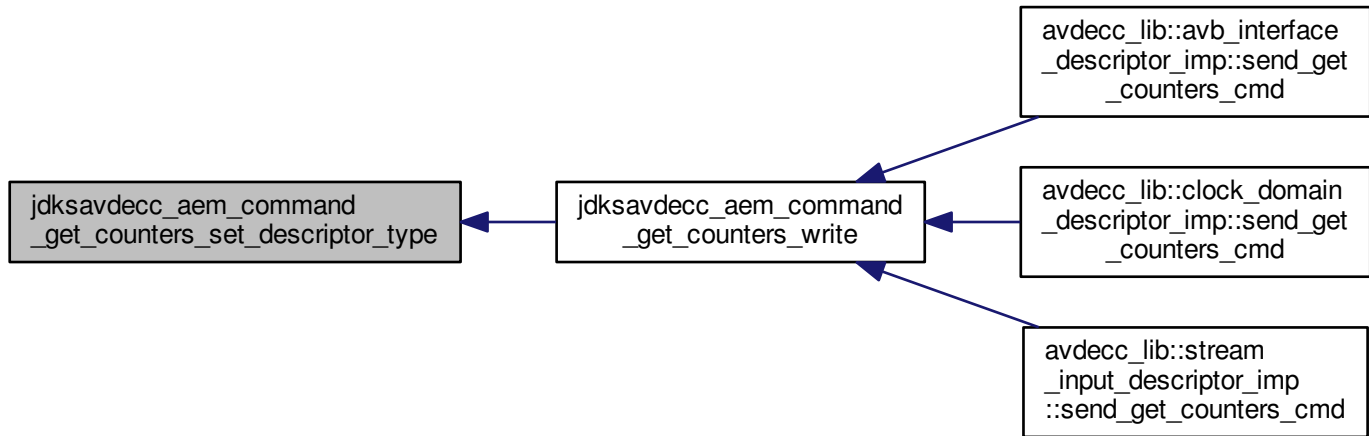 avdecc_lib::avb_interface
_descriptor_imp::send_get
_counters_cmd
jdksavdecc_aem_command
_get_counters_set_descriptor_type
jdksavdecc_aem_command
_get_counters_write
avdecc_lib::clock_domain
_descriptor_imp::send_get
_counters_cmd
avdecc_lib::stream
_input_descriptor_imp
::send_get_counters_cmd